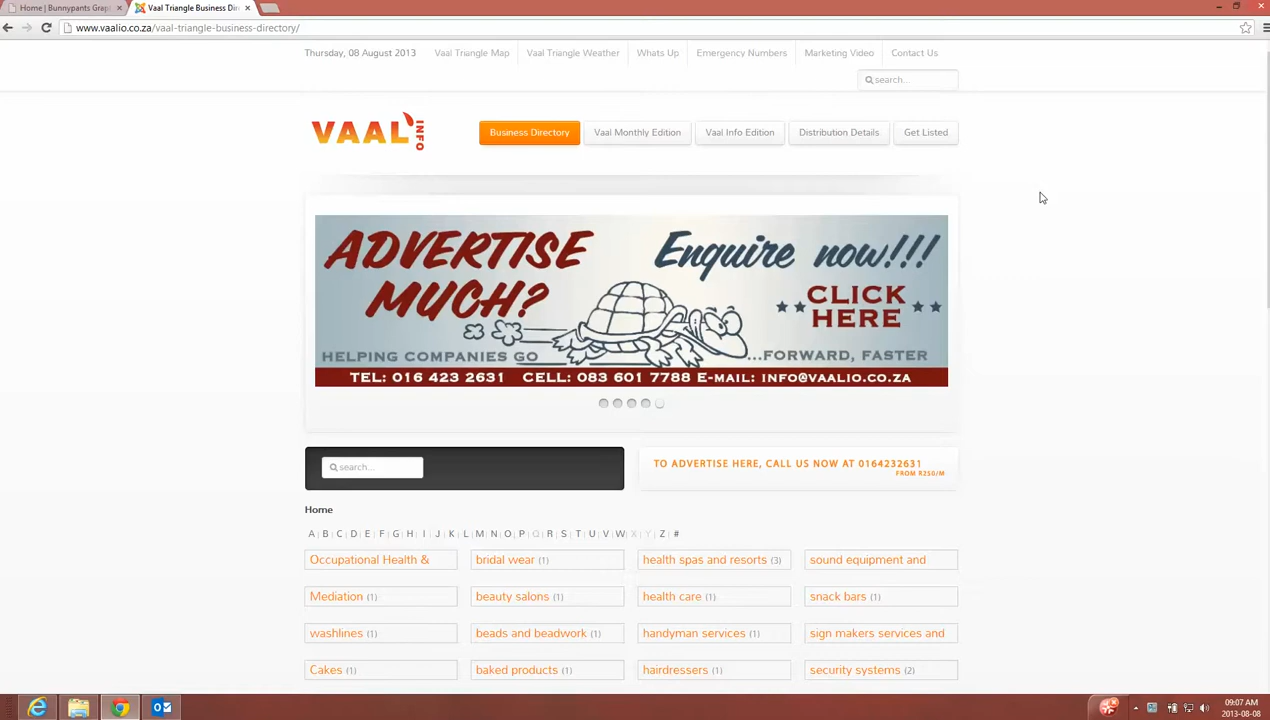 Home | Bunnypants Grap
Vaal Triangle Business Dir
www.vaalio.co.za/vaal-triangle-business-directory/
Thursday, 08 August 2013 Vaal Triangle Map Vaal Triangle Weather Whats Up Emergency Numbers Marketing Video Contact Us
search...
VAAL INFO
Business Directory Vaal Monthly Edition Vaal Info Edition Distribution Details Get Listed
ADVERTISE MUCH?
Enquire now!!!
CLICK HERE
HELPING COMPANIES GO ...FORWARD, FASTER
TEL: 016 423 2631 CELL: 083 601 7788 E-MAIL: INFO@VAALIO.CO.ZA
search...
TO ADVERTISE HERE, CALL US NOW AT 0164232631
FROM R250/M
Home
A B C D E F G H I J K L M N O P Q R S T U V W X Y Z #
Occupational Health & bridal wear (1) health spas and resorts (3) sound equipment and
Mediation (1) beauty salons (1) health care (1) snack bars (1)
washlines (1) beads and beadwork (1) handyman services (1) sign makers services and
Cakes (1) baked products (1) hairdressers (1) security systems (2)
09:07 AM
2013-08-08